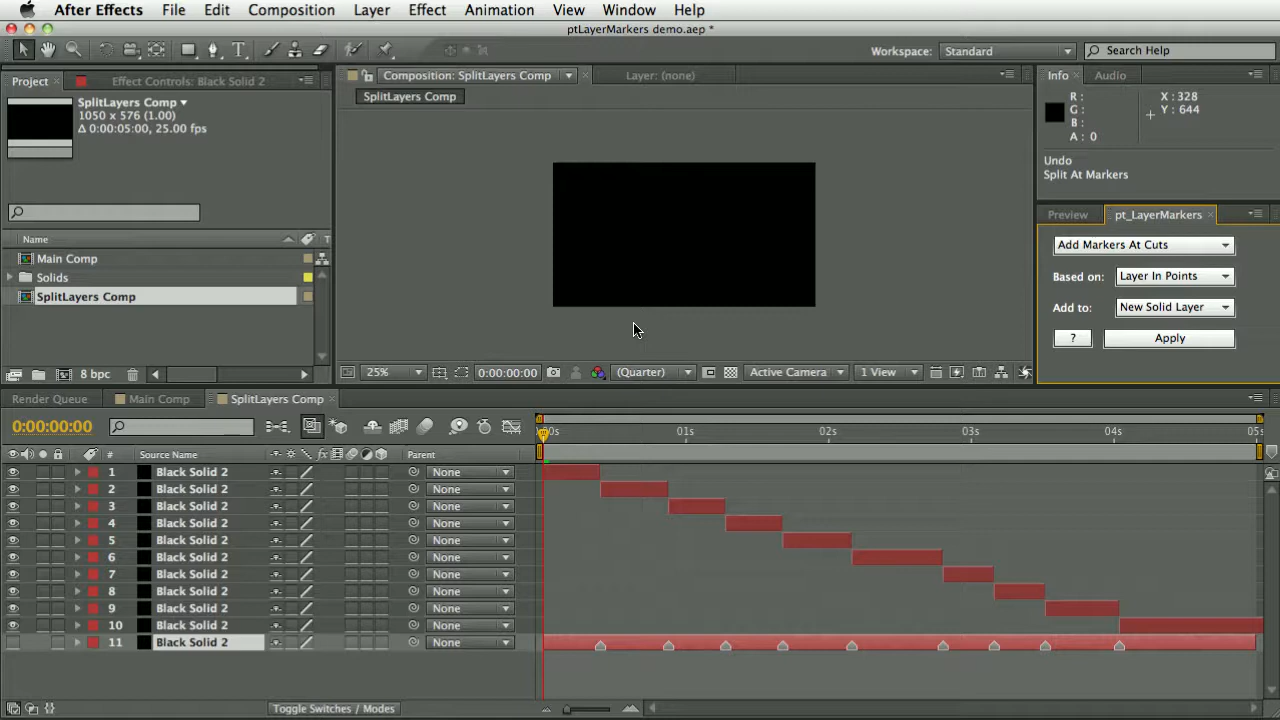 After Effects File Edit Composition Layer Effect Animation View Window Help
ptLayerMarkers demo.aep *
Workspace: Standard Search Help
Project Effect Controls: Black Solid 2
SplitLayers Comp
1050 x 576 (1.00)
Δ 0:00:05:00, 25.00 fps
Name T
Main Comp
Solids
SplitLayers Comp
8 bpc
Composition: SplitLayers Comp Layer: (none)
SplitLayers Comp
25% 0:00:00:00 (Quarter) Active Camera 1 View
Info Audio
R: X: 328
G: Y: 644
B:
A: 0
Undo
Split At Markers
Preview pt_LayerMarkers
Add Markers At Cuts
Based on: Layer In Points
Add to: New Solid Layer
? Apply
Render Queue Main Comp SplitLayers Comp
0:00:00:00
:00s 01s 02s 03s 04s 05s
# Source Name fx Parent
1 Black Solid 2 None
2 Black Solid 2 None
3 Black Solid 2 None
4 Black Solid 2 None
5 Black Solid 2 None
6 Black Solid 2 None
7 Black Solid 2 None
8 Black Solid 2 None
9 Black Solid 2 None
10 Black Solid 2 None
11 Black Solid 2 None
Toggle Switches / Modes